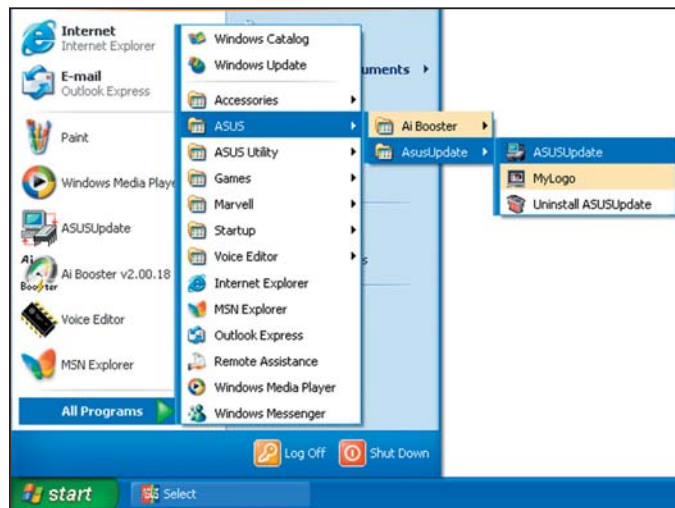 Internet
Internet Explorer
E-mail
Outlook Express
Paint
Windows Media Playe
ASUSUpdate
Ai Booster
Ai Booster v2.00.18
Voice Editor
MSN Explorer
All Programs
Windows Catalog
Windows Update
Accessories
ASUS
ASUS Utility
Games
Marvell
Startup
Voice Editor
Internet Explorer
MSN Explorer
Outlook Express
Remote Assistance
Windows Media Player
Windows Messenger
uments
s
Ai Booster
AsusUpdate
ASUSUpdate
MyLogo
Uninstall ASUSUpdate
Log Off
Shut Down
start
Select